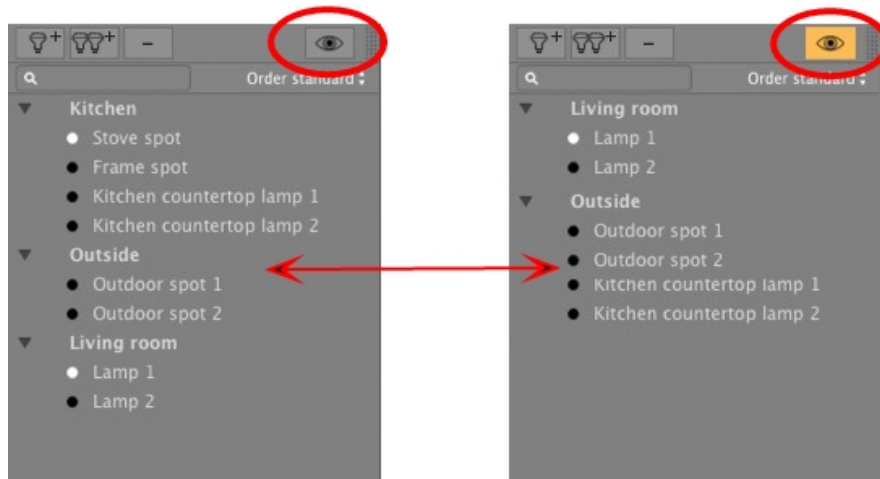 Order standard
Kitchen
Stove spot
Frame spot
Kitchen countertop lamp 1
Kitchen countertop lamp 2
Outside
Outdoor spot 1
Outdoor spot 2
Living room
Lamp 1
Lamp 2
Order standard
Living room
Lamp 1
Lamp 2
Outside
Outdoor spot 1
Outdoor spot 2
Kitchen countertop lamp 1
Kitchen countertop lamp 2